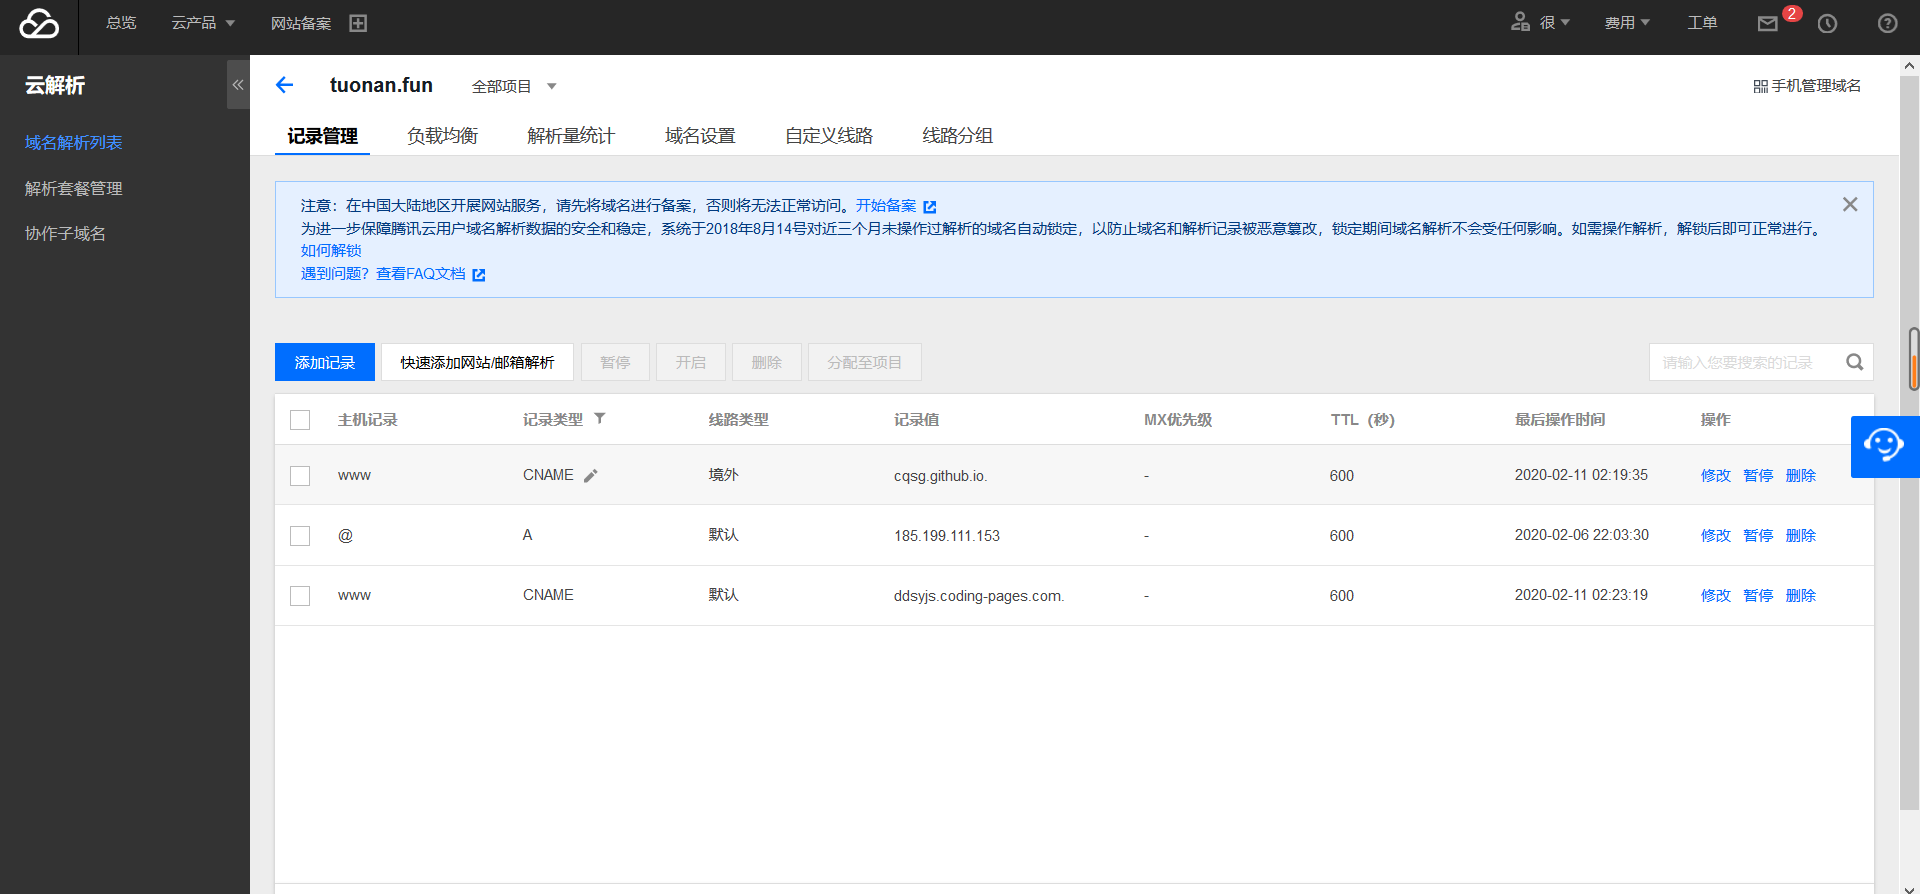 总览 云产品 网站备案 很 费用 工单 2
云解析
域名解析列表
解析套餐管理
协作子域名
tuonan.fun 全部项目 手机管理域名
记录管理 负载均衡 解析量统计 域名设置 自定义线路 线路分组
注意：在中国大陆地区开展网站服务，请先将域名进行备案，否则将无法正常访问。开始备案
为进一步保障腾讯云用户域名解析数据的安全和稳定，系统于2018年8月14号对近三个月未操作过解析的域名自动锁定，以防止域名和解析记录被恶意篡改，锁定期间域名解析不会受任何影响。如需操作解析，解锁后即可正常进行。
如何解锁
遇到问题？查看FAQ文档
添加记录 快速添加网站/邮箱解析 暂停 开启 删除 分配至项目 请输入您要搜索的记录
主机记录 记录类型 线路类型 记录值 MX优先级 TTL（秒） 最后操作时间 操作
www CNAME 境外 cqsg.github.io. - 600 2020-02-11 02:19:35 修改 暂停 删除
@ A 默认 185.199.111.153 - 600 2020-02-06 22:03:30 修改 暂停 删除
www CNAME 默认 ddsyjs.coding-pages.com. - 600 2020-02-11 02:23:19 修改 暂停 删除